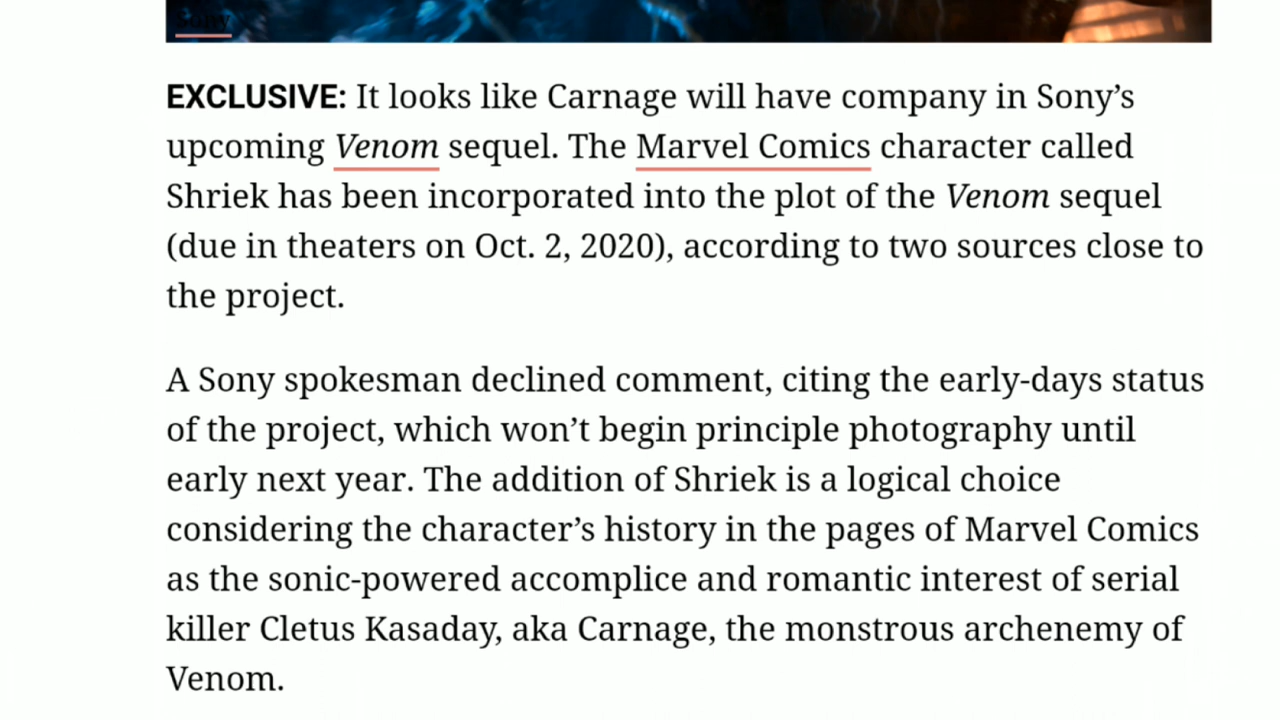 Sony
EXCLUSIVE: It looks like Carnage will have company in Sony’s
upcoming Venom sequel. The Marvel Comics character called
Shriek has been incorporated into the plot of the Venom sequel
(due in theaters on Oct. 2, 2020), according to two sources close to
the project.
A Sony spokesman declined comment, citing the early-days status
of the project, which won’t begin principle photography until
early next year. The addition of Shriek is a logical choice
considering the character’s history in the pages of Marvel Comics
as the sonic-powered accomplice and romantic interest of serial
killer Cletus Kasaday, aka Carnage, the monstrous archenemy of
Venom.